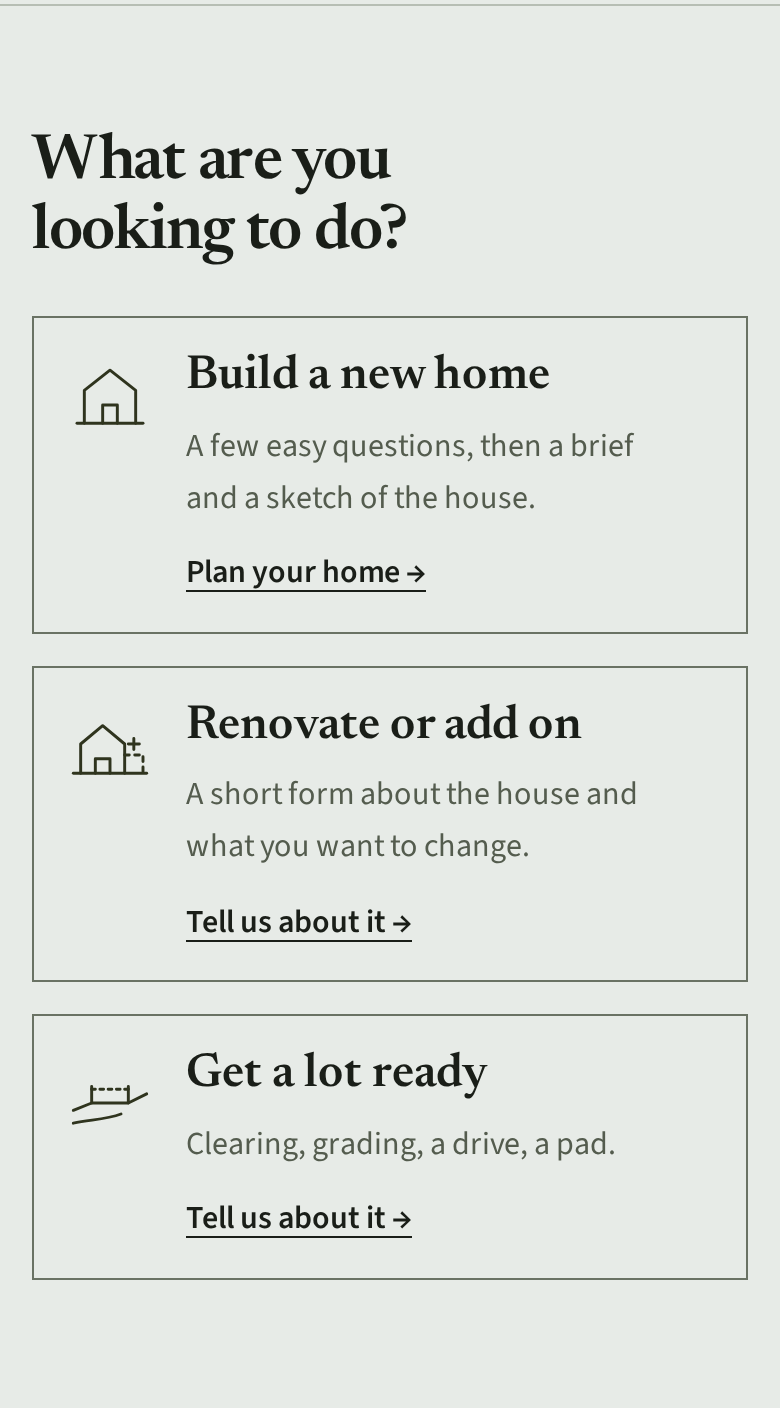 What are you
looking to do?
Build a new home
A few easy questions, then a brief
and a sketch of the house.
Plan your home →
Renovate or add on
A short form about the house and
what you want to change.
Tell us about it →
Get a lot ready
Clearing, grading, a drive, a pad.
Tell us about it →